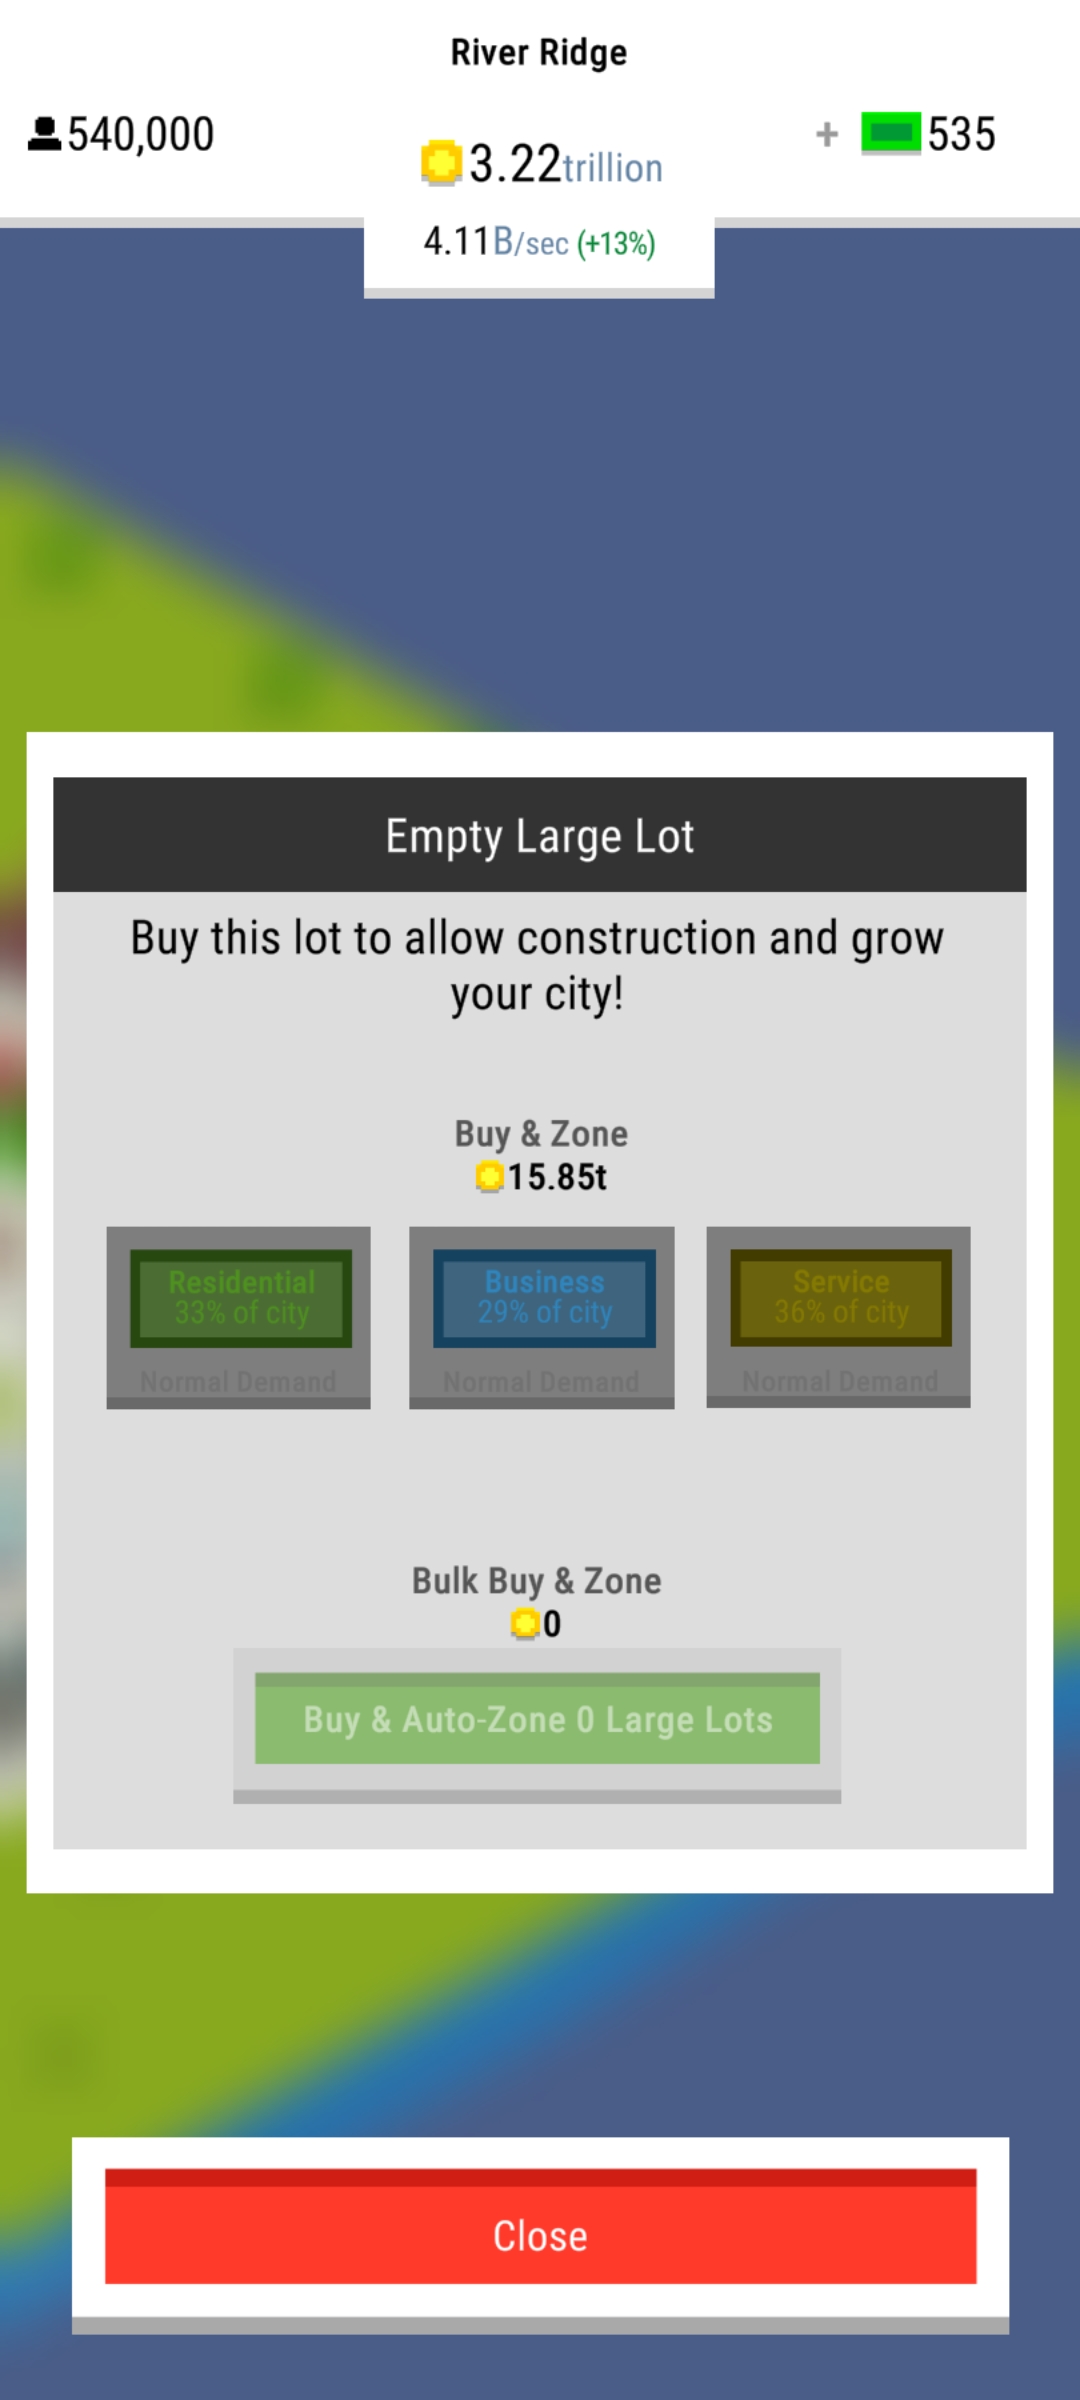 River Ridge
540,000
3.22trillion
+ 535
4.11B/sec (+13%)
Empty Large Lot
Buy this lot to allow construction and grow
your city!
Buy & Zone
15.85t
Residential
33% of city
Normal Demand
Business
29% of city
Normal Demand
Service
36% of city
Normal Demand
Bulk Buy & Zone
0
Buy & Auto-Zone 0 Large Lots
Close